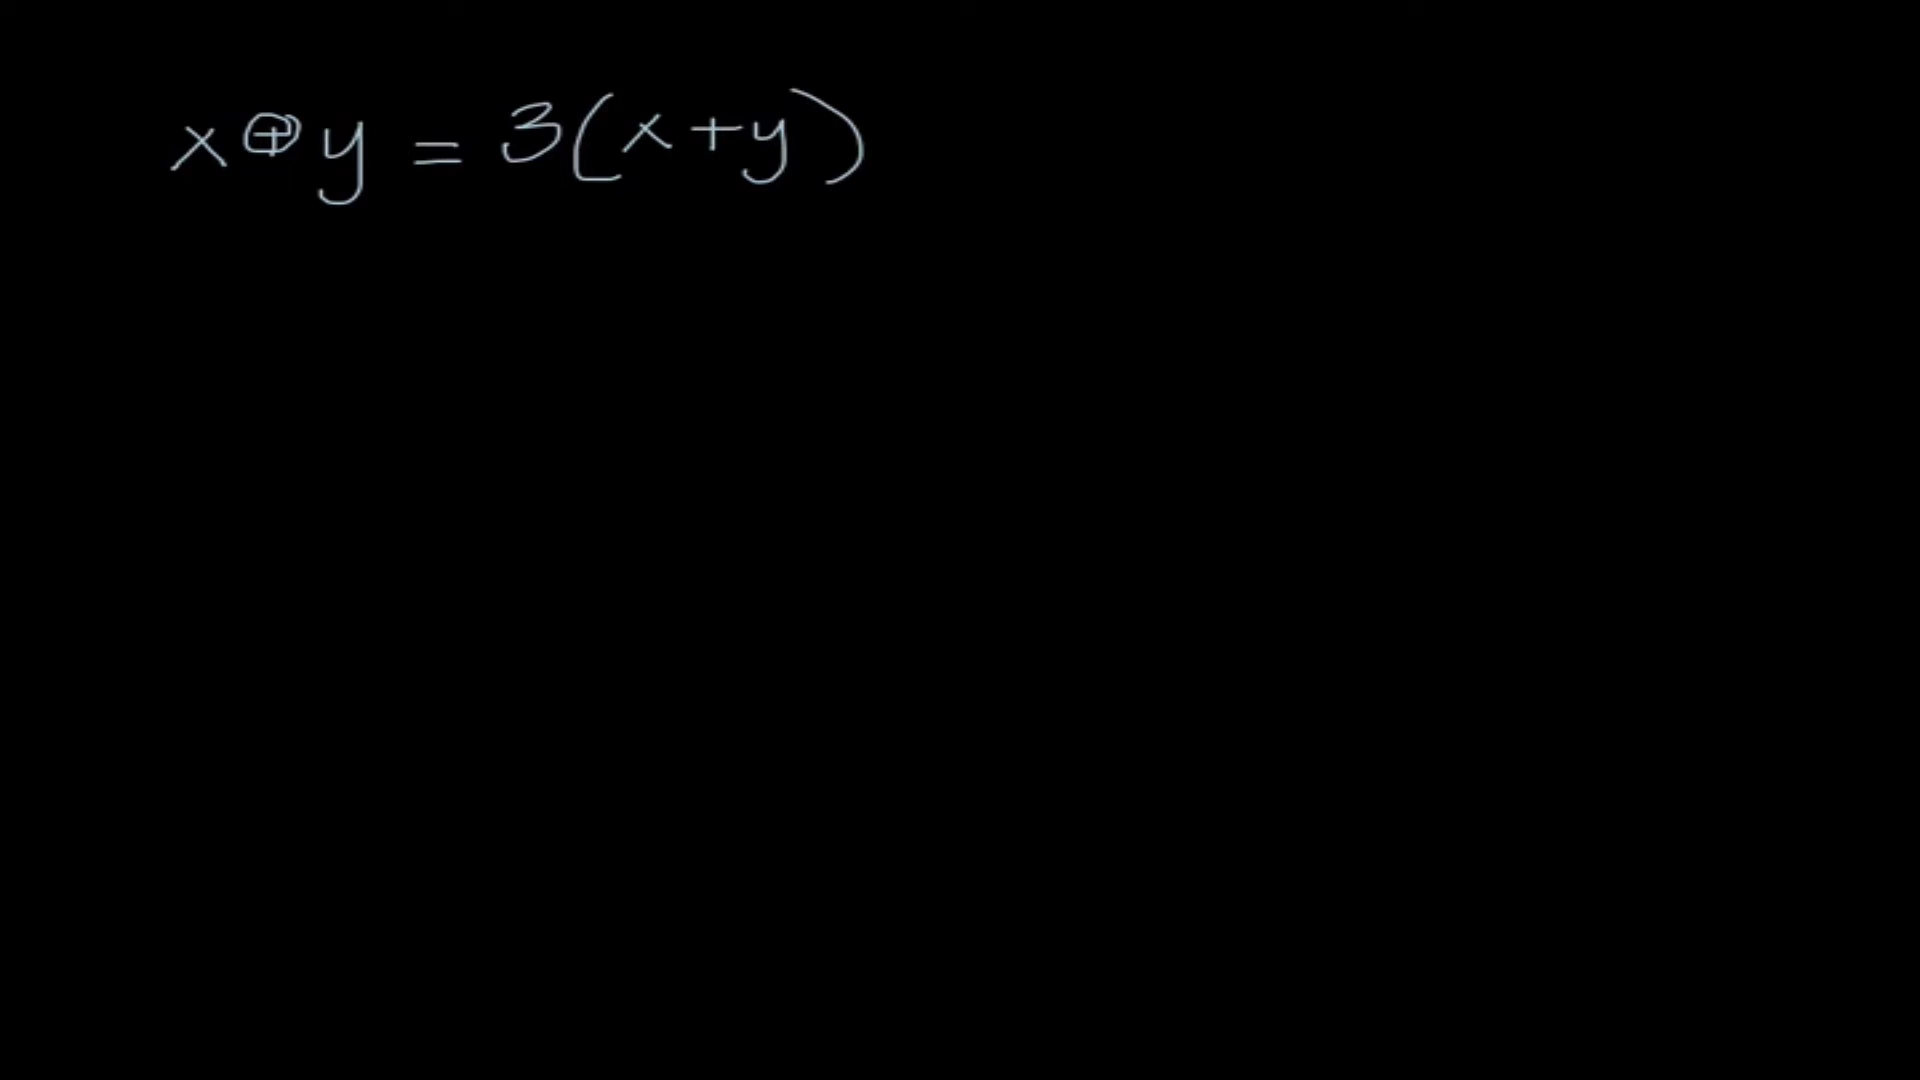 x⊕y = 3(x+y)